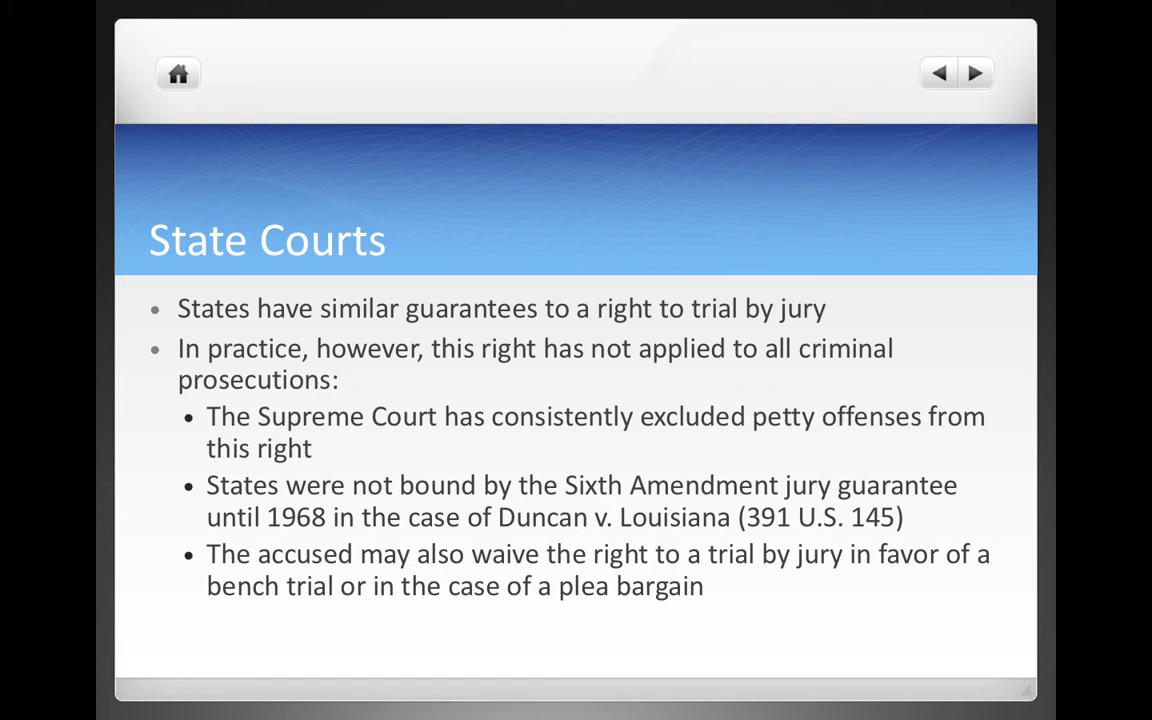 State Courts
• States have similar guarantees to a right to trial by jury
• In practice, however, this right has not applied to all criminal
prosecutions:
• The Supreme Court has consistently excluded petty offenses from
this right
• States were not bound by the Sixth Amendment jury guarantee
until 1968 in the case of Duncan v. Louisiana (391 U.S. 145)
• The accused may also waive the right to a trial by jury in favor of a
bench trial or in the case of a plea bargain